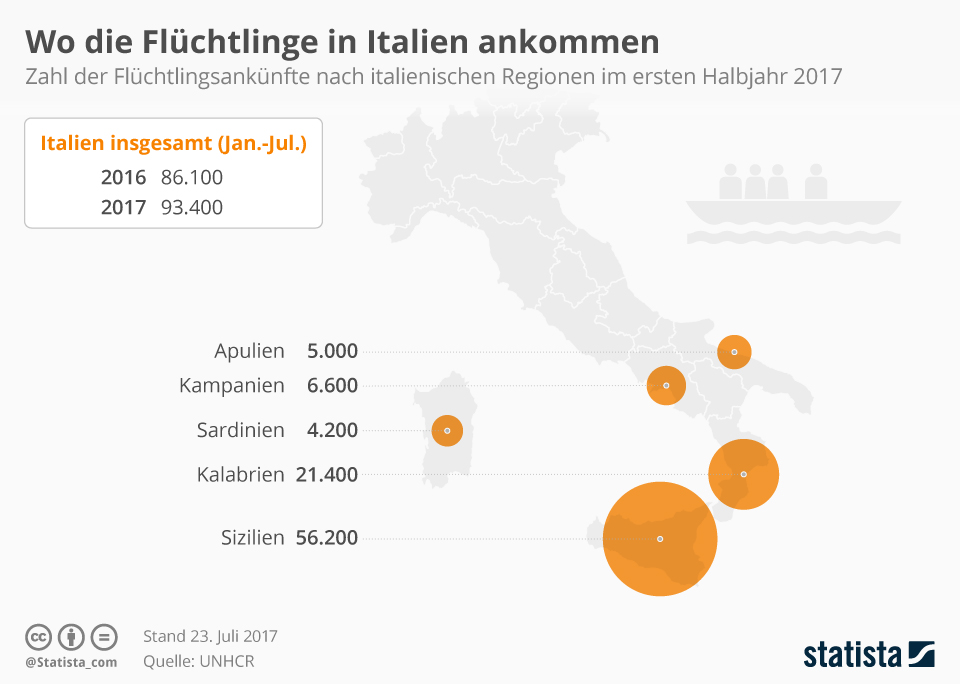 Wo die Flüchtlinge in Italien ankommen
Zahl der Flüchtlingsankünfte nach italienischen Regionen im ersten Halbjahr 2017
Italien insgesamt (Jan.-Jul.)
2016 86.100
2017 93.400
Apulien 5.000
Kampanien 6.600
Sardinien 4.200
Kalabrien 21.400
Sizilien 56.200
cc
@Statista_com
Stand 23. Juli 2017
Quelle: UNHCR
statista